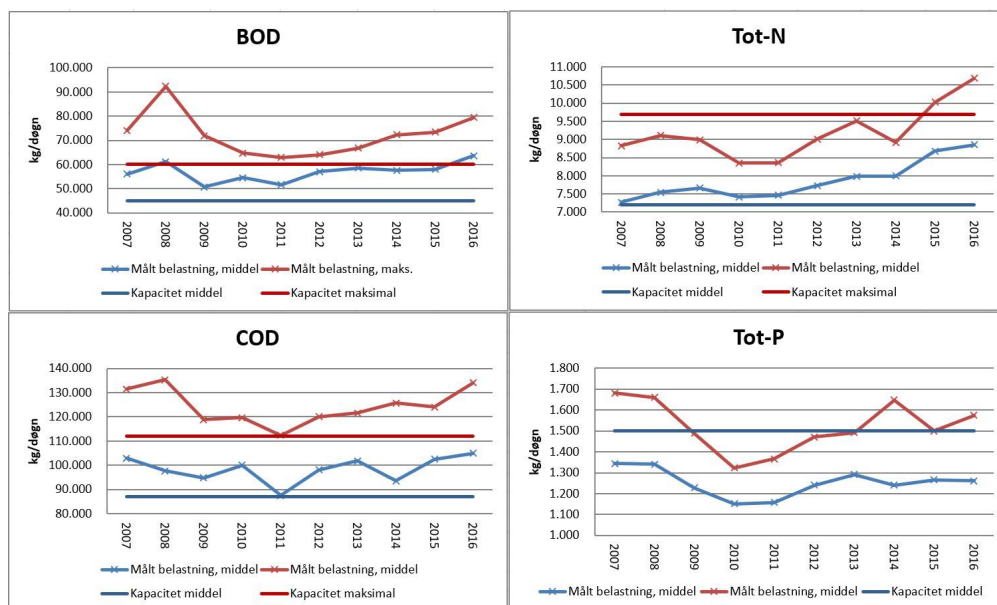 BOD
kg/døgn
100.000
90.000
80.000
70.000
60.000
50.000
40.000
2007 2008 2009 2010 2011 2012 2013 2014 2015 2016
Målt belastning, middel Målt belastning, maks.
Kapacitet middel Kapacitet maksimal
Tot-N
kg/døgn
11.000
10.500
10.000
9.500
9.000
8.500
8.000
7.500
7.000
2007 2008 2009 2010 2011 2012 2013 2014 2015 2016
Målt belastning, middel Målt belastning, middel
Kapacitet middel Kapacitet maksimal
COD
kg/døgn
140.000
130.000
120.000
110.000
100.000
90.000
80.000
2007 2008 2009 2010 2011 2012 2013 2014 2015 2016
Målt belastning, middel Målt belastning, middel
Kapacitet middel Kapacitet maksimal
Tot-P
kg/døgn
1.800
1.700
1.600
1.500
1.400
1.300
1.200
1.100
1.000
2007 2008 2009 2010 2011 2012 2013 2014 2015 2016
Målt belastning, middel Målt belastning, middel Kapacitet middel